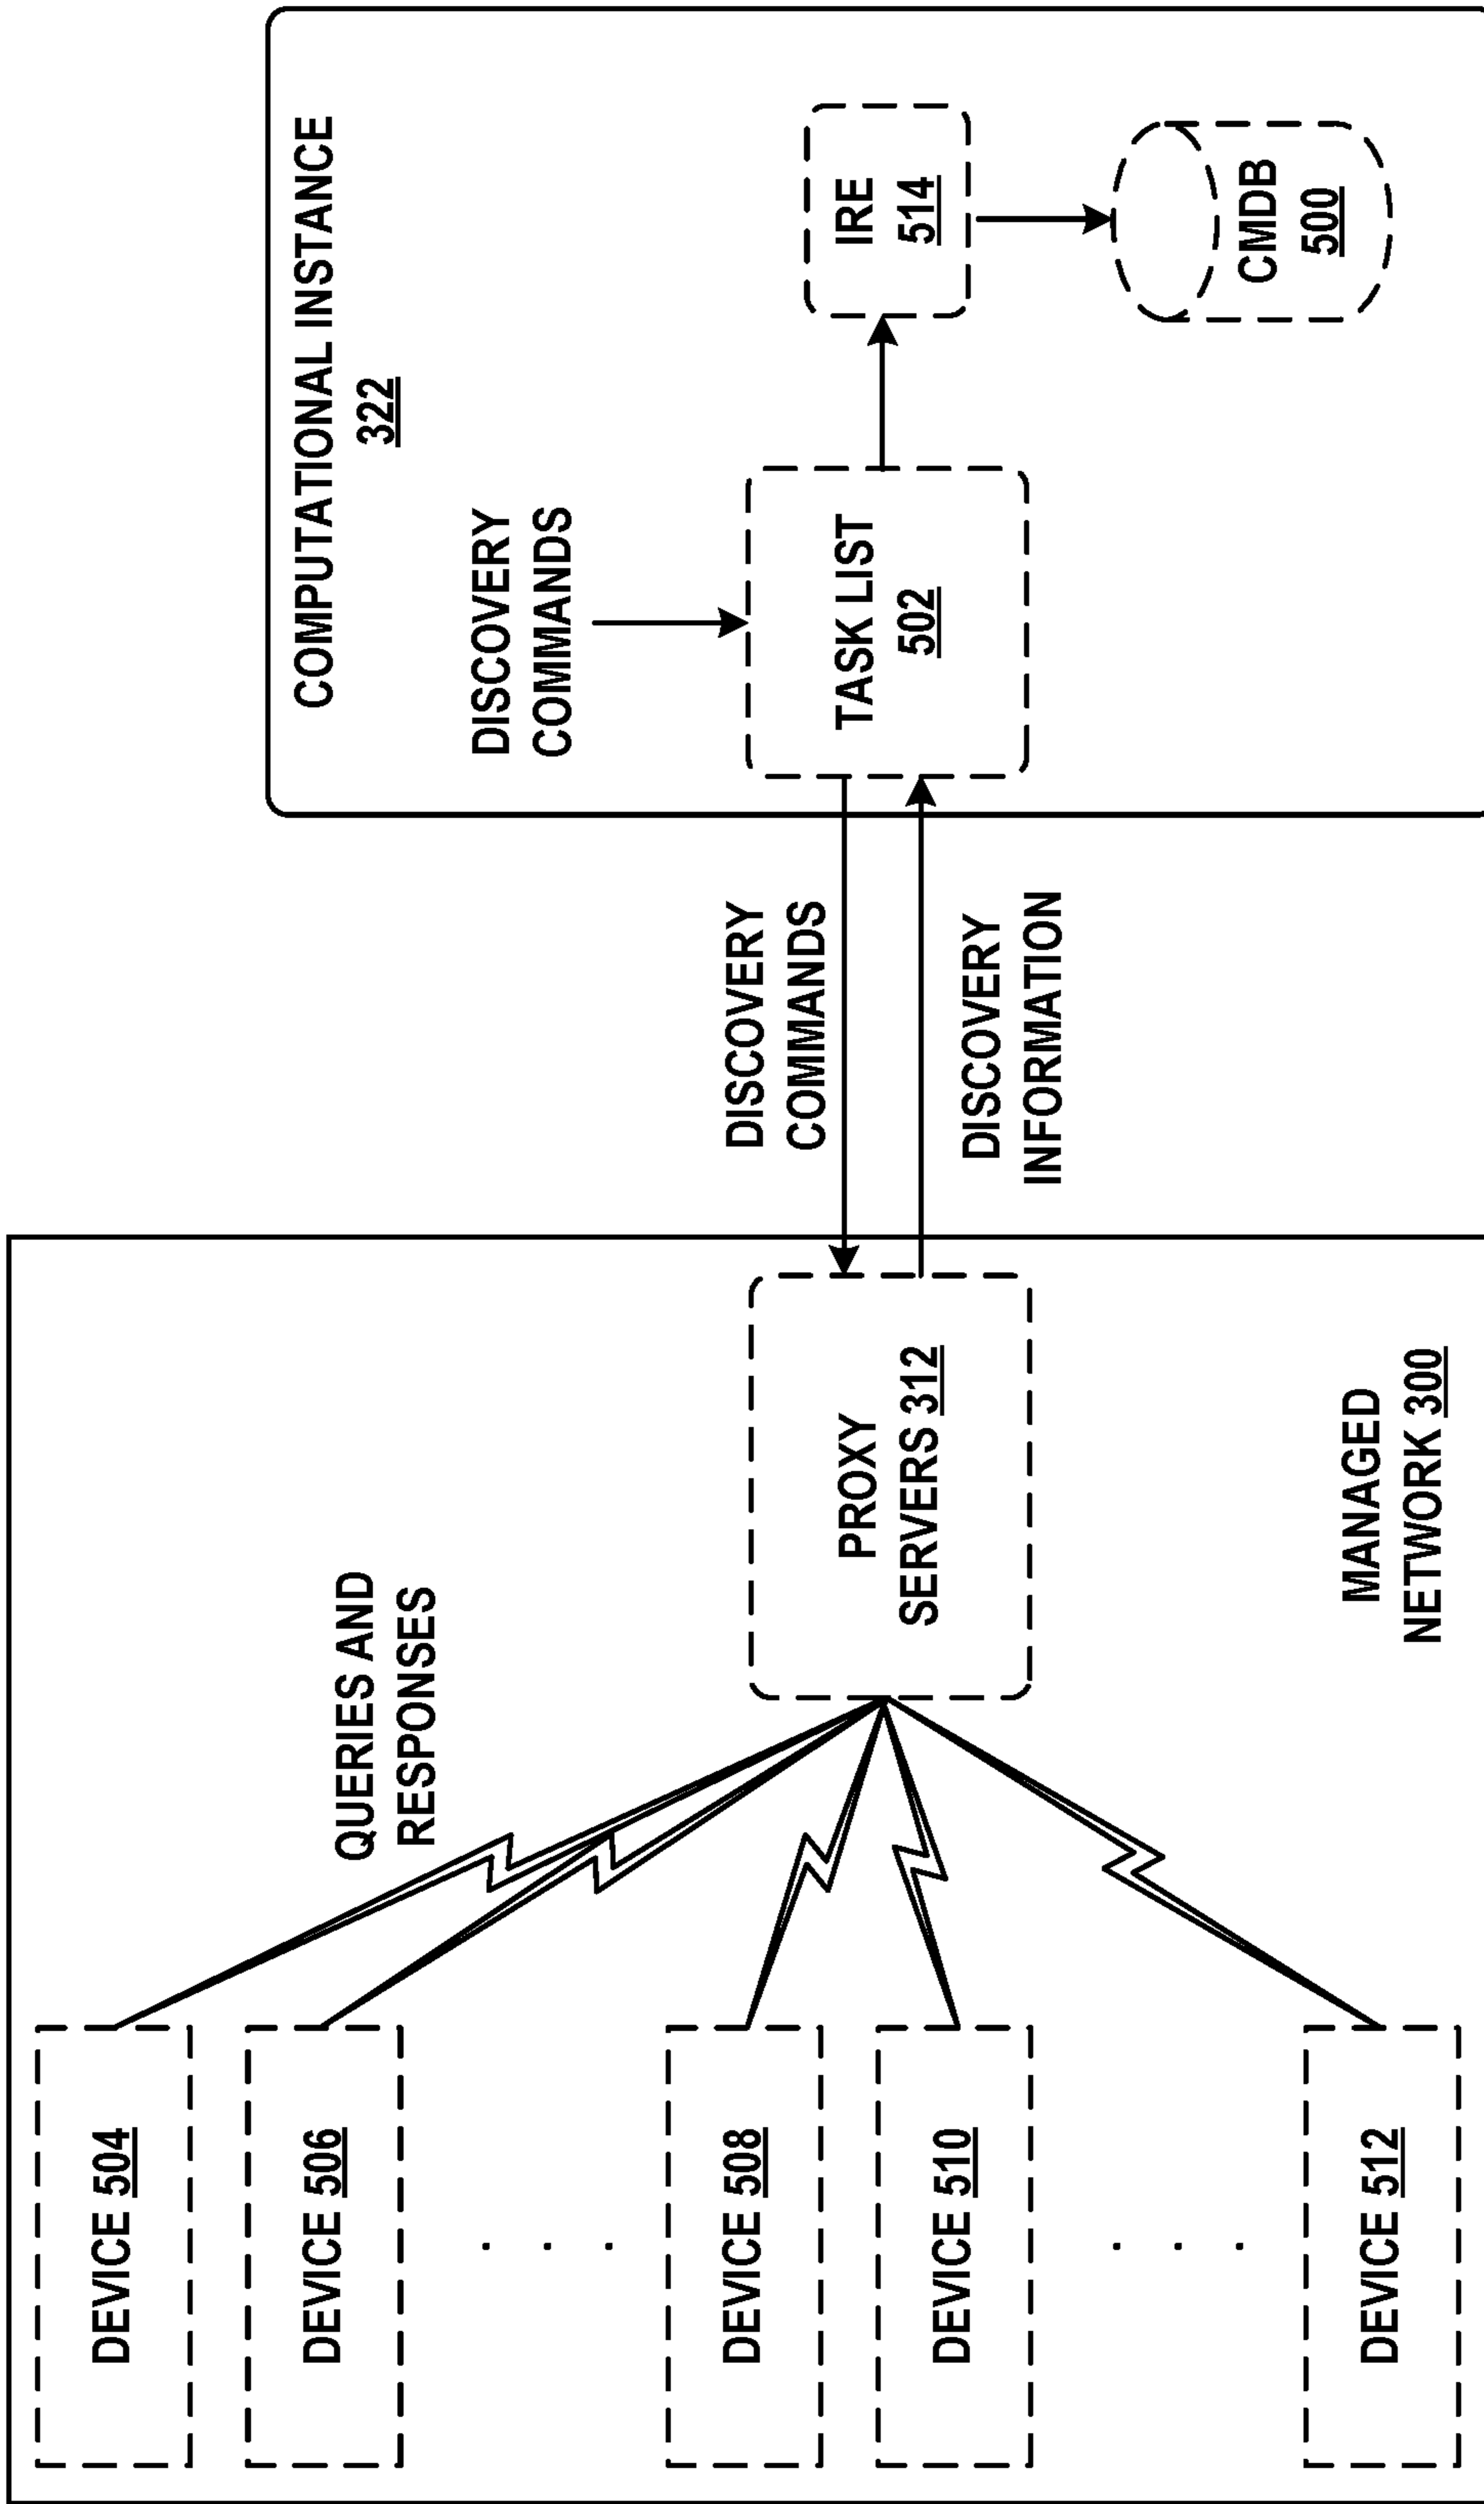 COMPUTATIONAL INSTANCE
322
DISCOVERY
COMMANDS
TASK LIST
502
IRE
514
CMDB
500
DISCOVERY
COMMANDS
DISCOVERY
INFORMATION
QUERIES AND
RESPONSES
PROXY
SERVERS 312
MANAGED
NETWORK 300
DEVICE 504
DEVICE 506
DEVICE 508
DEVICE 510
DEVICE 512